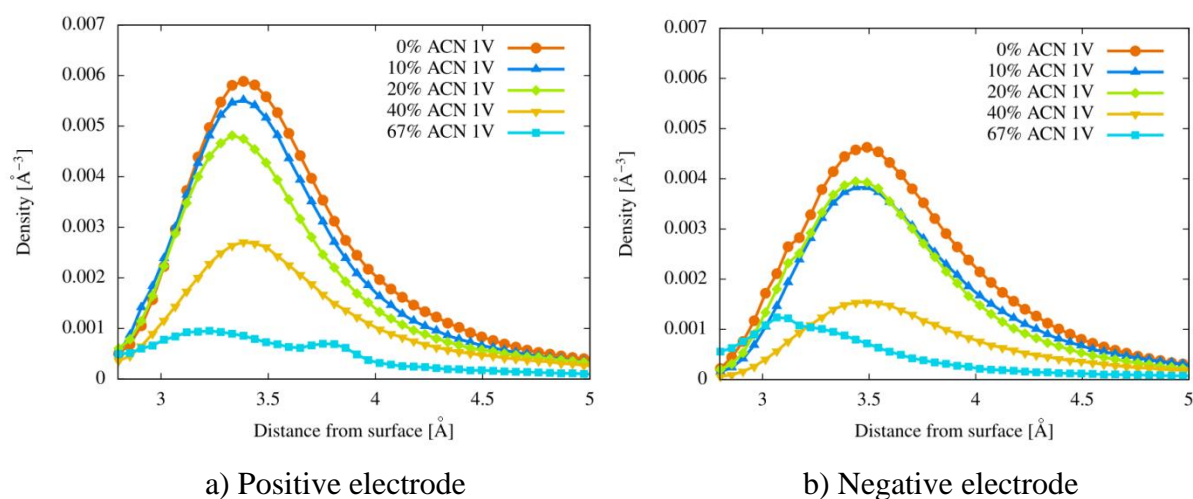 0.007
0.006
0.005
0.004
0.003
0.002
0.001
0
3
3.5
4
4.5
5
Density [Å⁻³]
Distance from surface [Å]
0% ACN 1V
10% ACN 1V
20% ACN 1V
40% ACN 1V
67% ACN 1V
a) Positive electrode
0.007
0.006
0.005
0.004
0.003
0.002
0.001
0
3
3.5
4
4.5
5
Density [Å⁻³]
Distance from surface [Å]
0% ACN 1V
10% ACN 1V
20% ACN 1V
40% ACN 1V
67% ACN 1V
b) Negative electrode